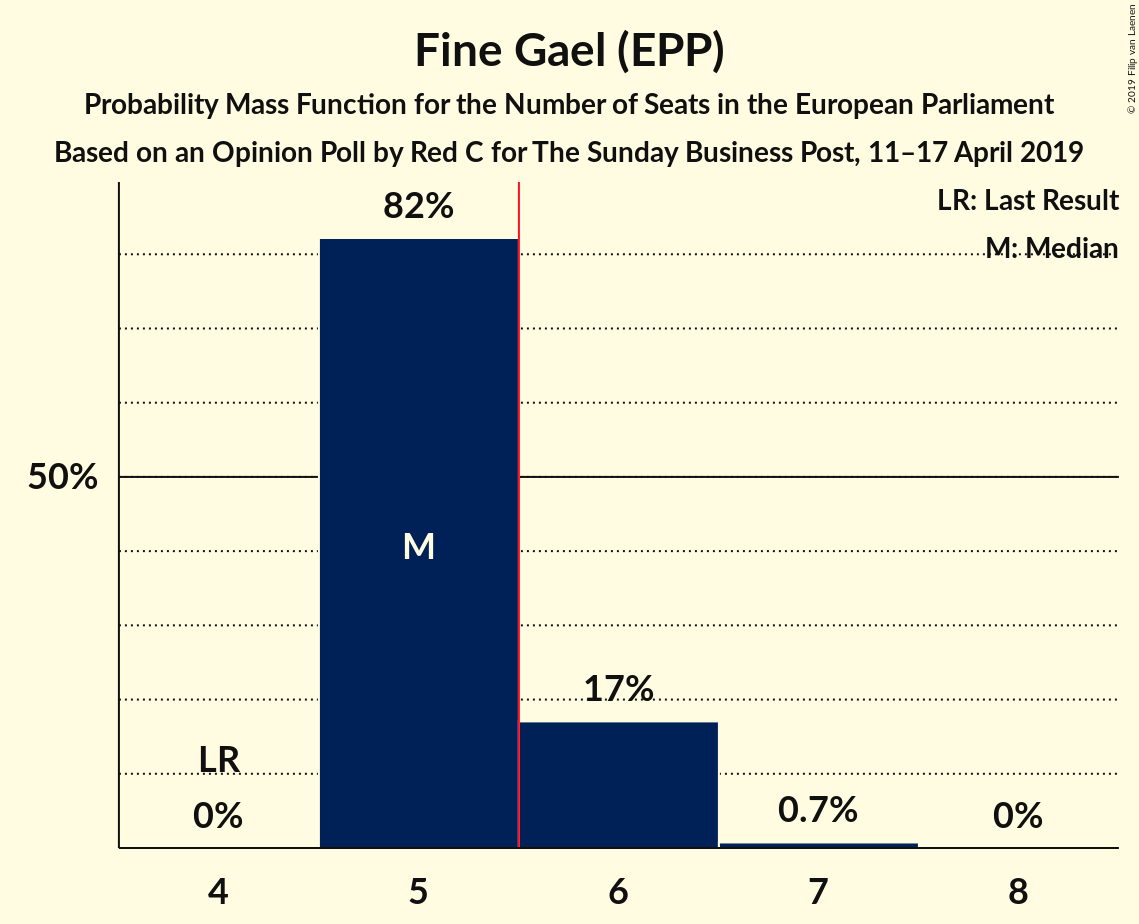 Fine Gael (EPP)
Probability Mass Function for the Number of Seats in the European Parliament
Based on an Opinion Poll by Red C for The Sunday Business Post, 11–17 April 2019
© 2019 Filip van Laenen
LR: Last Result
M: Median
82%
50%
M
17%
LR
0%
0.7%
0%
4
5
6
7
8